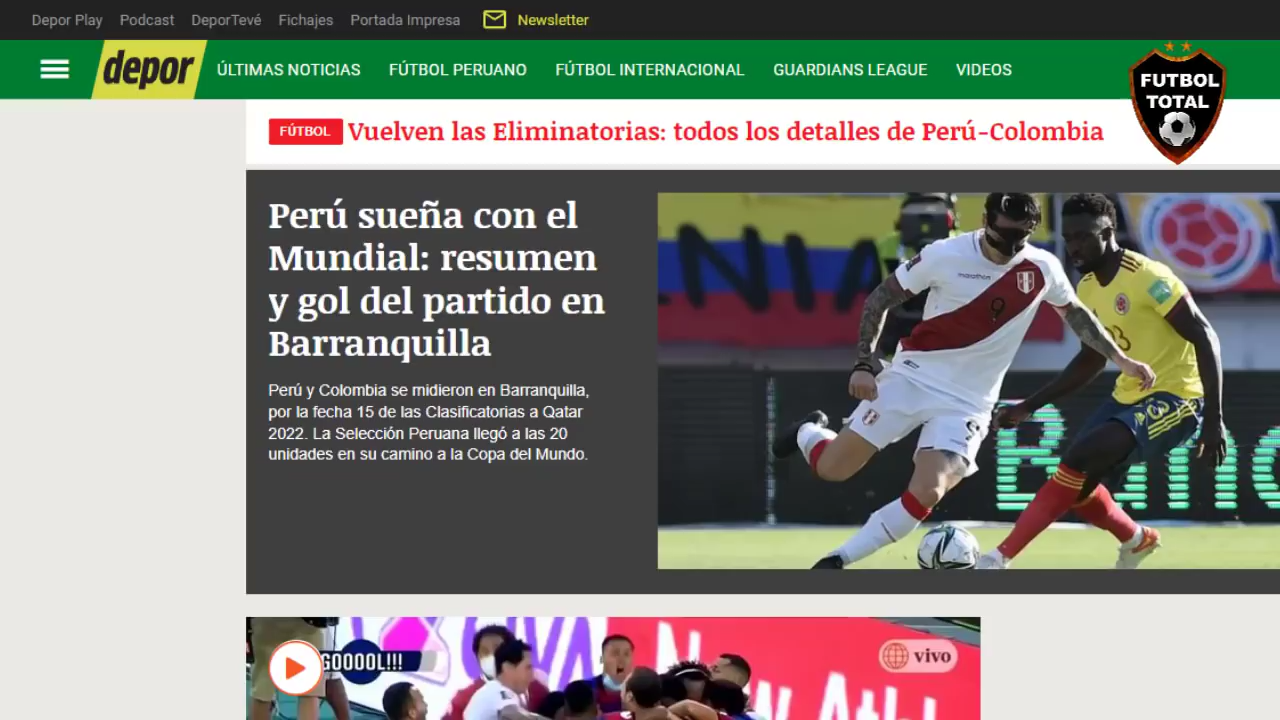 Depor Play Podcast DeporTevé Fichajes Portada Impresa Newsletter
depor ÚLTIMAS NOTICIAS FÚTBOL PERUANO FÚTBOL INTERNACIONAL GUARDIANS LEAGUE VIDEOS
FUTBOL
TOTAL
FÚTBOL Vuelven las Eliminatorias: todos los detalles de Perú-Colombia
Perú sueña con el
Mundial: resumen
y gol del partido en
Barranquilla
Perú y Colombia se midieron en Barranquilla,
por la fecha 15 de las Clasificatorias a Qatar
2022. La Selección Peruana llegó a las 20
unidades en su camino a la Copa del Mundo.
marathon
9
GOOOOL!!!
vivo